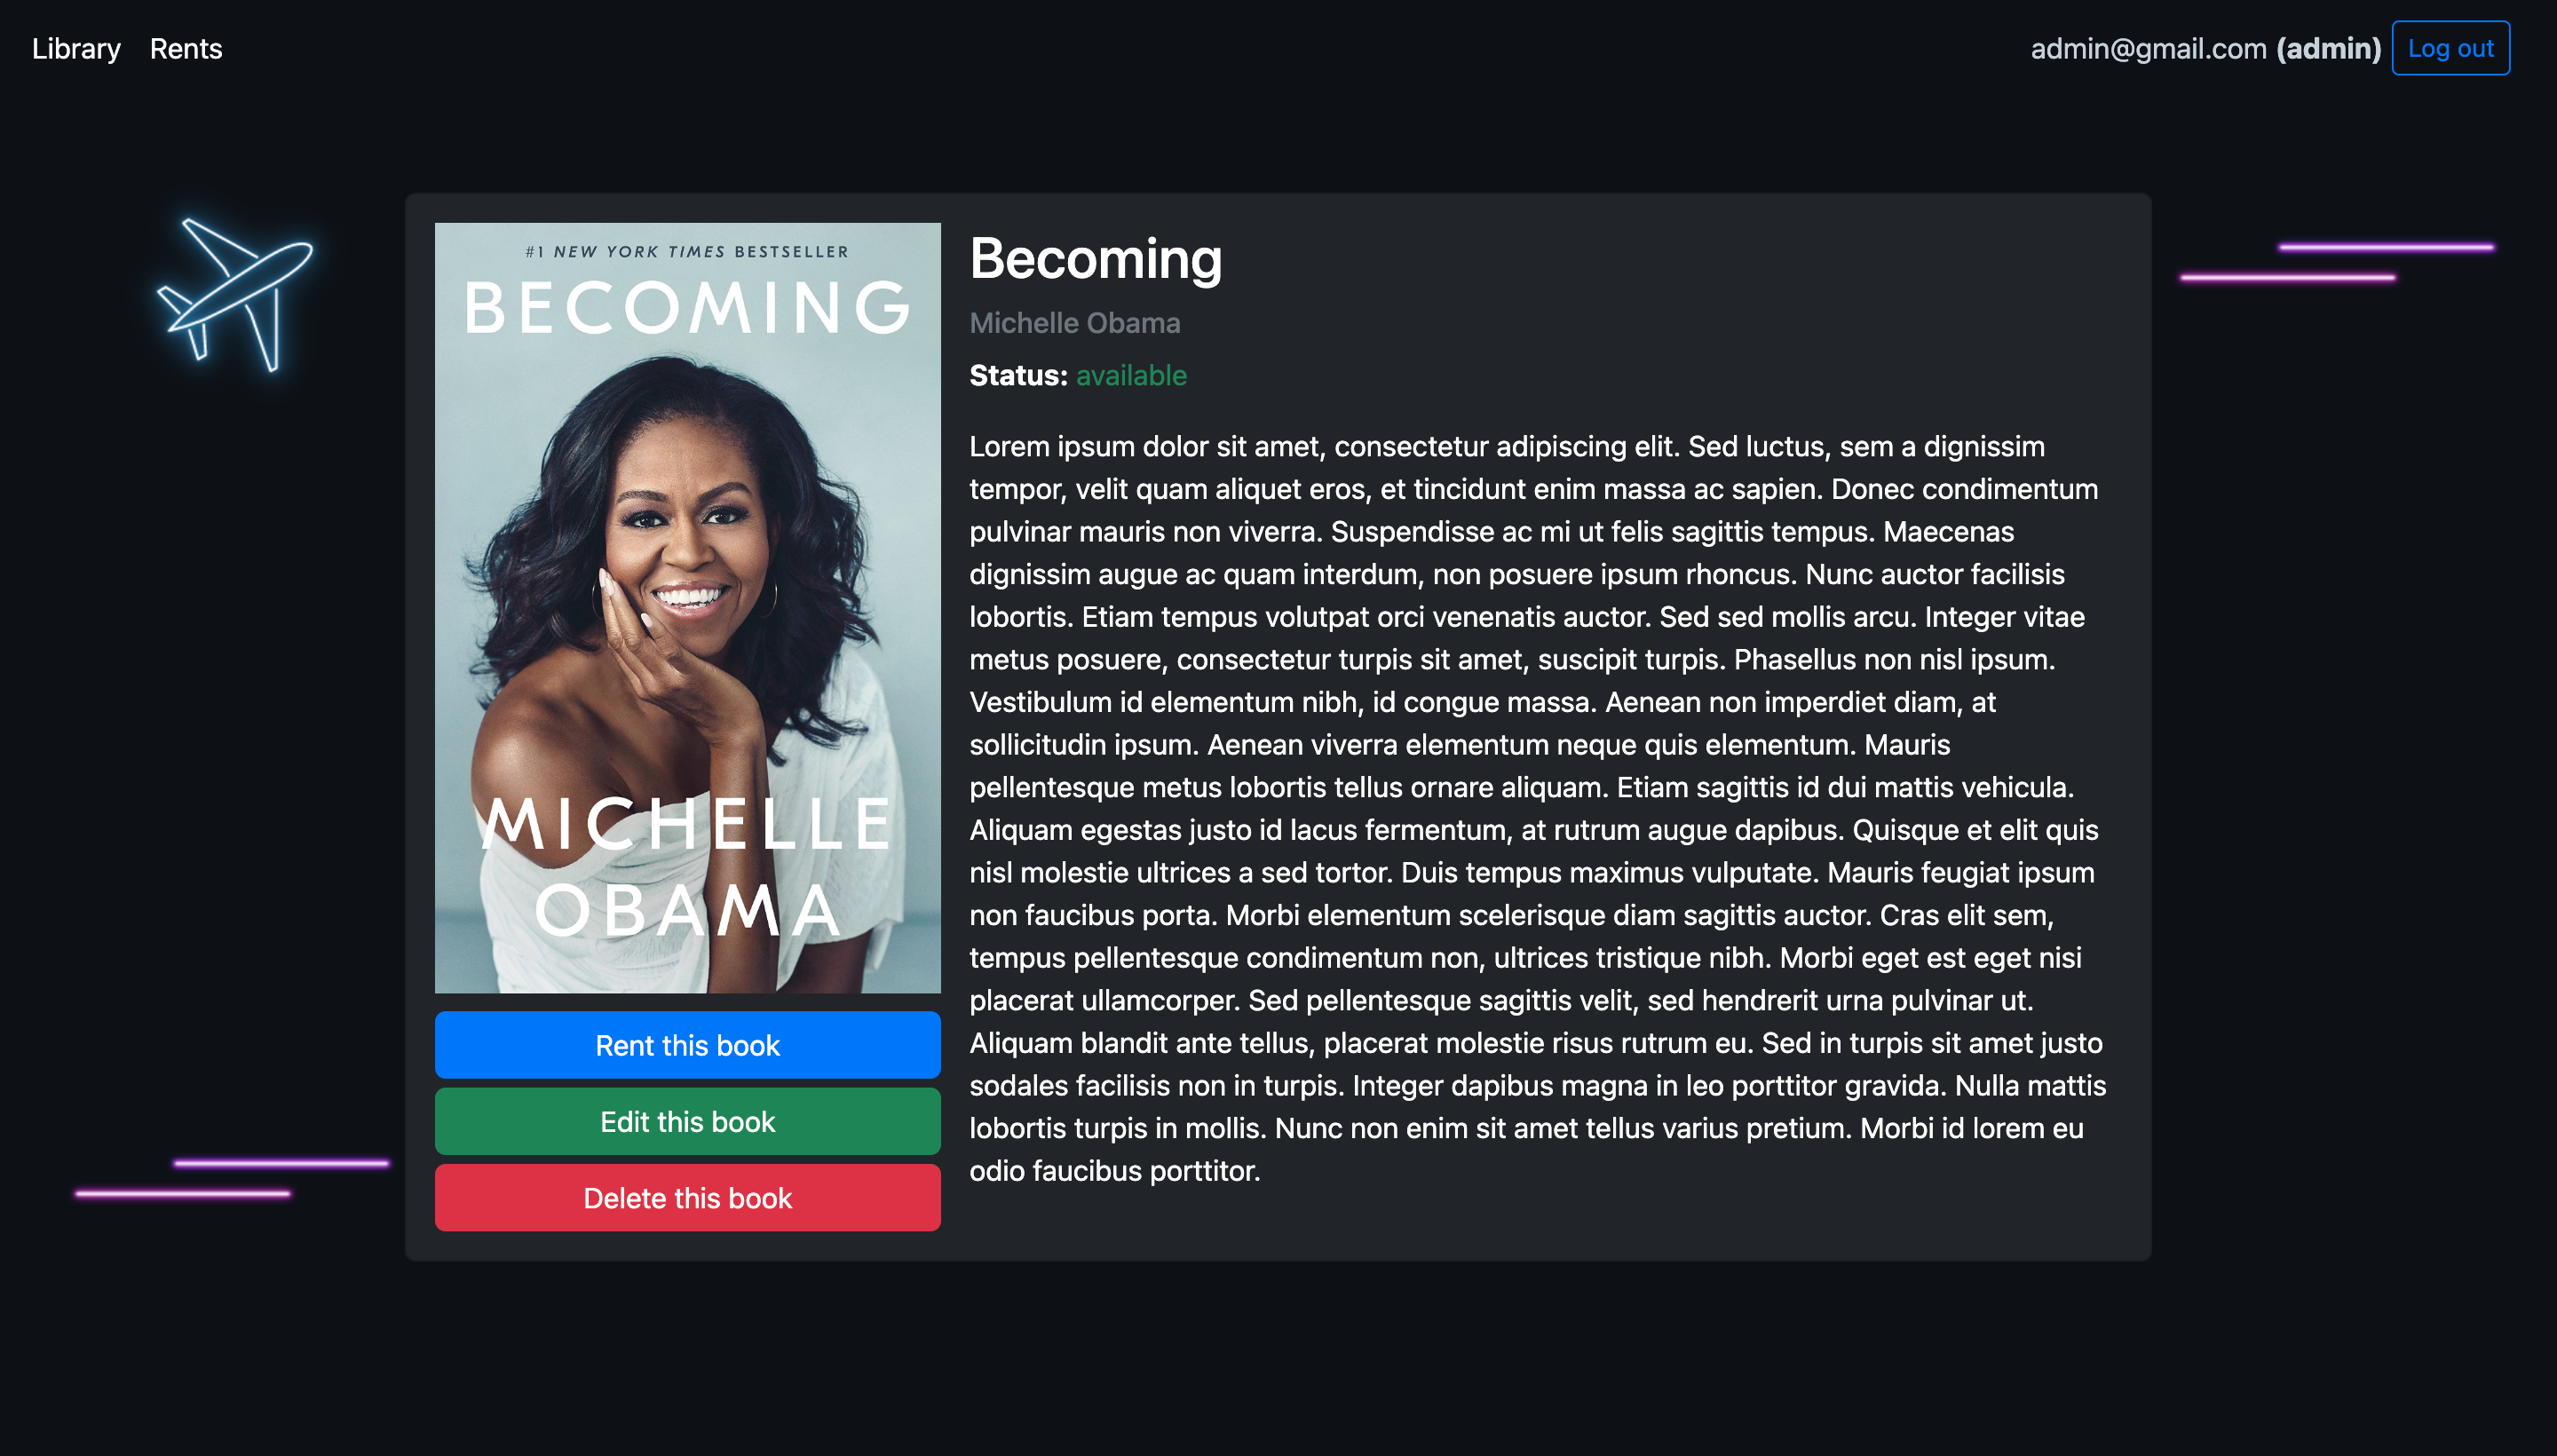 Library Rents admin@gmail.com (admin) Log out
#1 NEW YORK TIMES BESTSELLER
BECOMING
MICHELLE
OBAMA
Rent this book
Edit this book
Delete this book
Becoming
Michelle Obama
Status: available
Lorem ipsum dolor sit amet, consectetur adipiscing elit. Sed luctus, sem a dignissim
tempor, velit quam aliquet eros, et tincidunt enim massa ac sapien. Donec condimentum
pulvinar mauris non viverra. Suspendisse ac mi ut felis sagittis tempus. Maecenas
dignissim augue ac quam interdum, non posuere ipsum rhoncus. Nunc auctor facilisis
lobortis. Etiam tempus volutpat orci venenatis auctor. Sed sed mollis arcu. Integer vitae
metus posuere, consectetur turpis sit amet, suscipit turpis. Phasellus non nisl ipsum.
Vestibulum id elementum nibh, id congue massa. Aenean non imperdiet diam, at
sollicitudin ipsum. Aenean viverra elementum neque quis elementum. Mauris
pellentesque metus lobortis tellus ornare aliquam. Etiam sagittis id dui mattis vehicula.
Aliquam egestas justo id lacus fermentum, at rutrum augue dapibus. Quisque et elit quis
nisl molestie ultrices a sed tortor. Duis tempus maximus vulputate. Mauris feugiat ipsum
non faucibus porta. Morbi elementum scelerisque diam sagittis auctor. Cras elit sem,
tempus pellentesque condimentum non, ultrices tristique nibh. Morbi eget est eget nisi
placerat ullamcorper. Sed pellentesque sagittis velit, sed hendrerit urna pulvinar ut.
Aliquam blandit ante tellus, placerat molestie risus rutrum eu. Sed in turpis sit amet justo
sodales facilisis non in turpis. Integer dapibus magna in leo porttitor gravida. Nulla mattis
lobortis turpis in mollis. Nunc non enim sit amet tellus varius pretium. Morbi id lorem eu
odio faucibus porttitor.